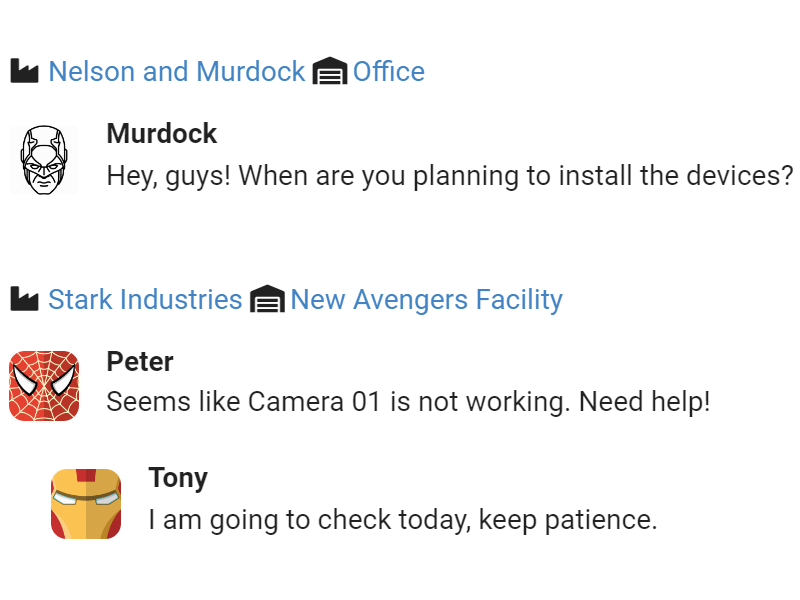 Nelson and Murdock Office
Murdock
Hey, guys! When are you planning to install the devices?
Stark Industries New Avengers Facility
Peter
Seems like Camera 01 is not working. Need help!
Tony
I am going to check today, keep patience.